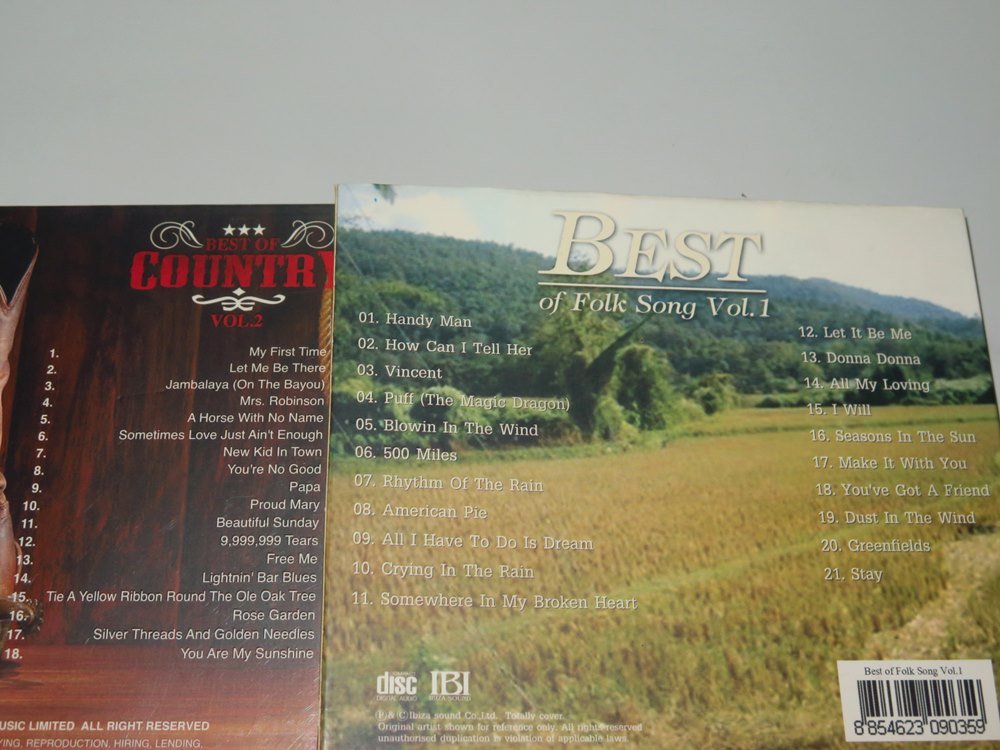 BEST OF
COUNTRY
VOL.2
1. My First Time
2. Let Me Be There
3. Jambalaya (On The Bayou)
4. Mrs. Robinson
5. A Horse With No Name
6. Sometimes Love Just Ain't Enough
7. New Kid In Town
8. You're No Good
9. Papa
10. Proud Mary
11. Beautiful Sunday
12. 9,999,999 Tears
13. Free Me
14. Lightnin' Bar Blues
15. Tie A Yellow Ribbon Round The Ole Oak Tree
16. Rose Garden
17. Silver Threads And Golden Needles
18. You Are My Sunshine
USIC LIMITED ALL RIGHT RESERVED
YING, REPRODUCTION, HIRING, LENDING,
BEST
of Folk Song Vol.1
01. Handy Man
02. How Can I Tell Her
03. Vincent
04. Puff (The Magic Dragon)
05. Blowin In The Wind
06. 500 Miles
07. Rhythm Of The Rain
08. American Pie
09. All I Have To Do Is Dream
10. Crying In The Rain
11. Somewhere In My Broken Heart
12. Let It Be Me
13. Donna Donna
14. All My Loving
15. I Will
16. Seasons In The Sun
17. Make It With You
18. You've Got A Friend
19. Dust In The Wind
20. Greenfields
21. Stay
disc
DIGITAL AUDIO
IBI
IBIZA SOUND
℗& ©Ibiza sound Co.,Ltd. Totally cover.
Original artist shown for reference only. All rights reserved
unauthorised duplication is violation of applicable laws.
Best of Folk Song Vol.1
8 854623 090359